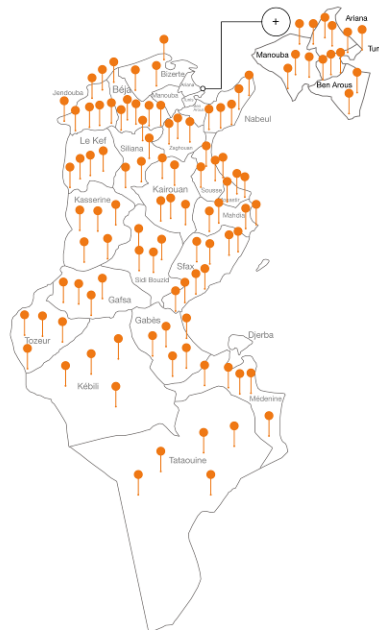 +
Ariana
Tun
Manouba
Ben Arous
Bizerte
Jendouba
Béja
Manouba
Nabeul
Le Kef
Siliana
Zaghouan
Kairouan
Sousse
Kasserine
Mahdia
Sidi Bouzid
Sfax
Gafsa
Gabès
Tozeur
Djerba
Kébili
Médenine
Tataouine